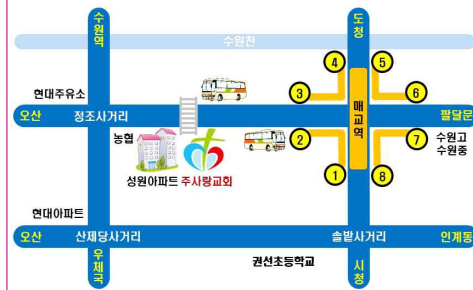 수원역
도청
수원천
4
5
3
6
현대주유소
매교역
오산
정조사거리
팔달문
농협
2
7
수원고
수원중
성원아파트
주사랑교회
1
8
현대아파트
오산
산제당사거리
솔밭사거리
인계동
우체국
권선초등학교
시청